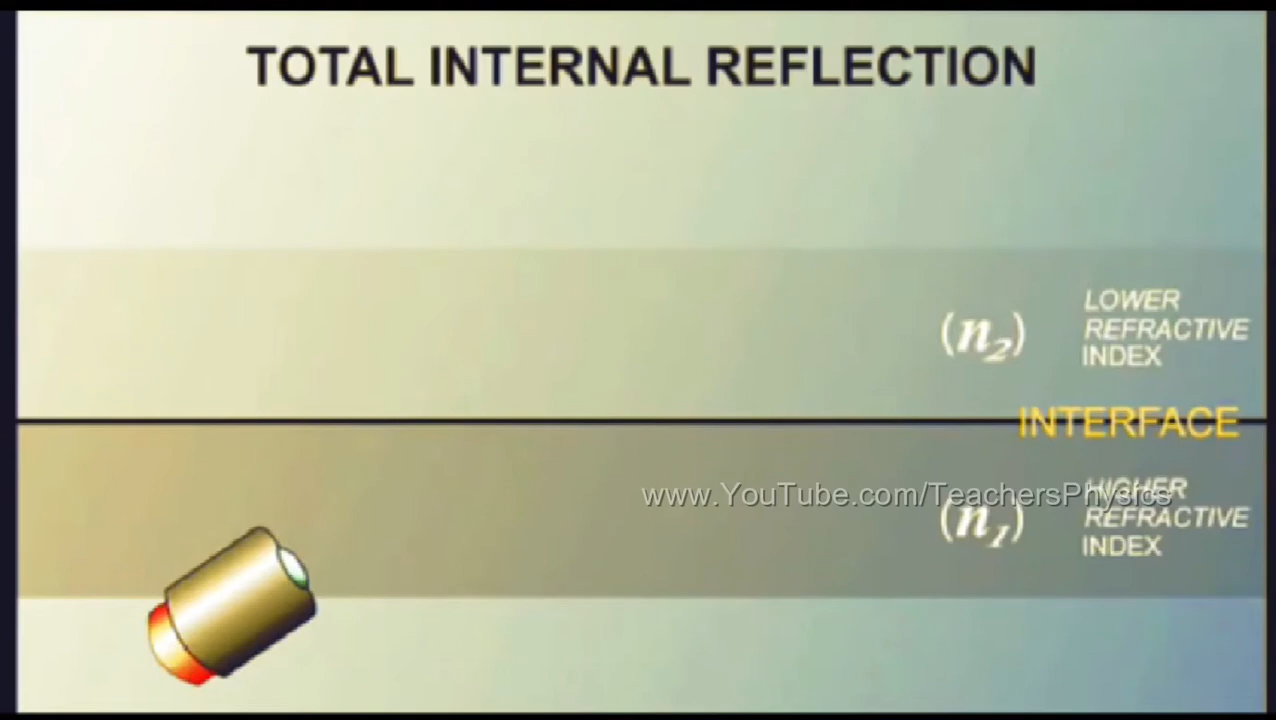 TOTAL INTERNAL REFLECTION
(n₂)
LOWER
REFRACTIVE
INDEX
INTERFACE
www.YouTube.com/TeachersPhysics
(n₁)
HIGHER
REFRACTIVE
INDEX